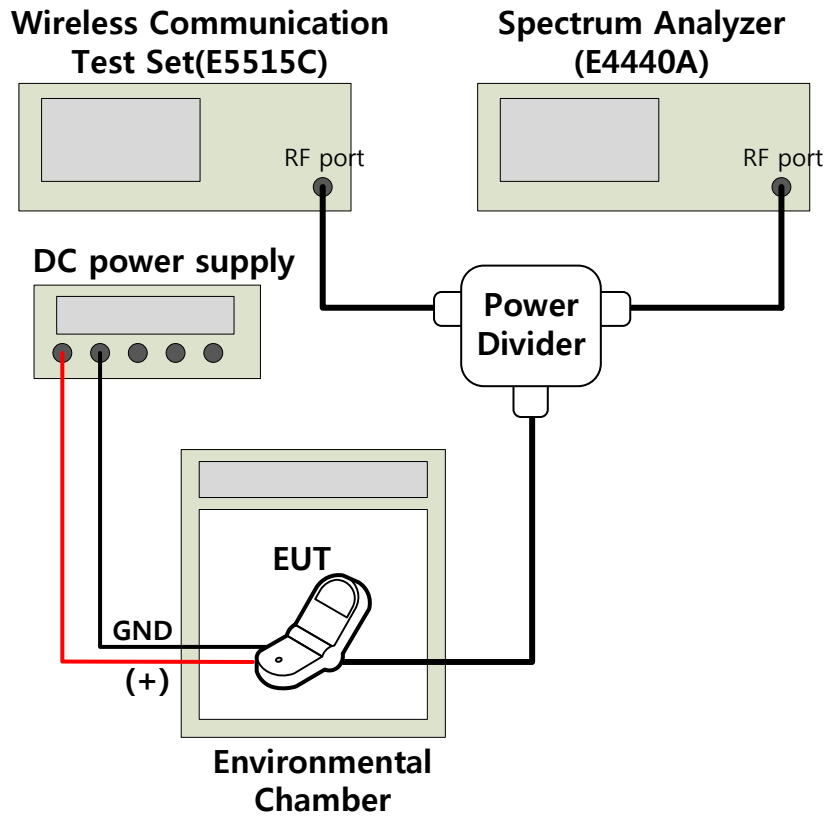 Wireless Communication
Test Set(E5515C)
Spectrum Analyzer
(E4440A)
RF port
RF port
DC power supply
Power
Divider
EUT
GND
(+)
Environmental
Chamber